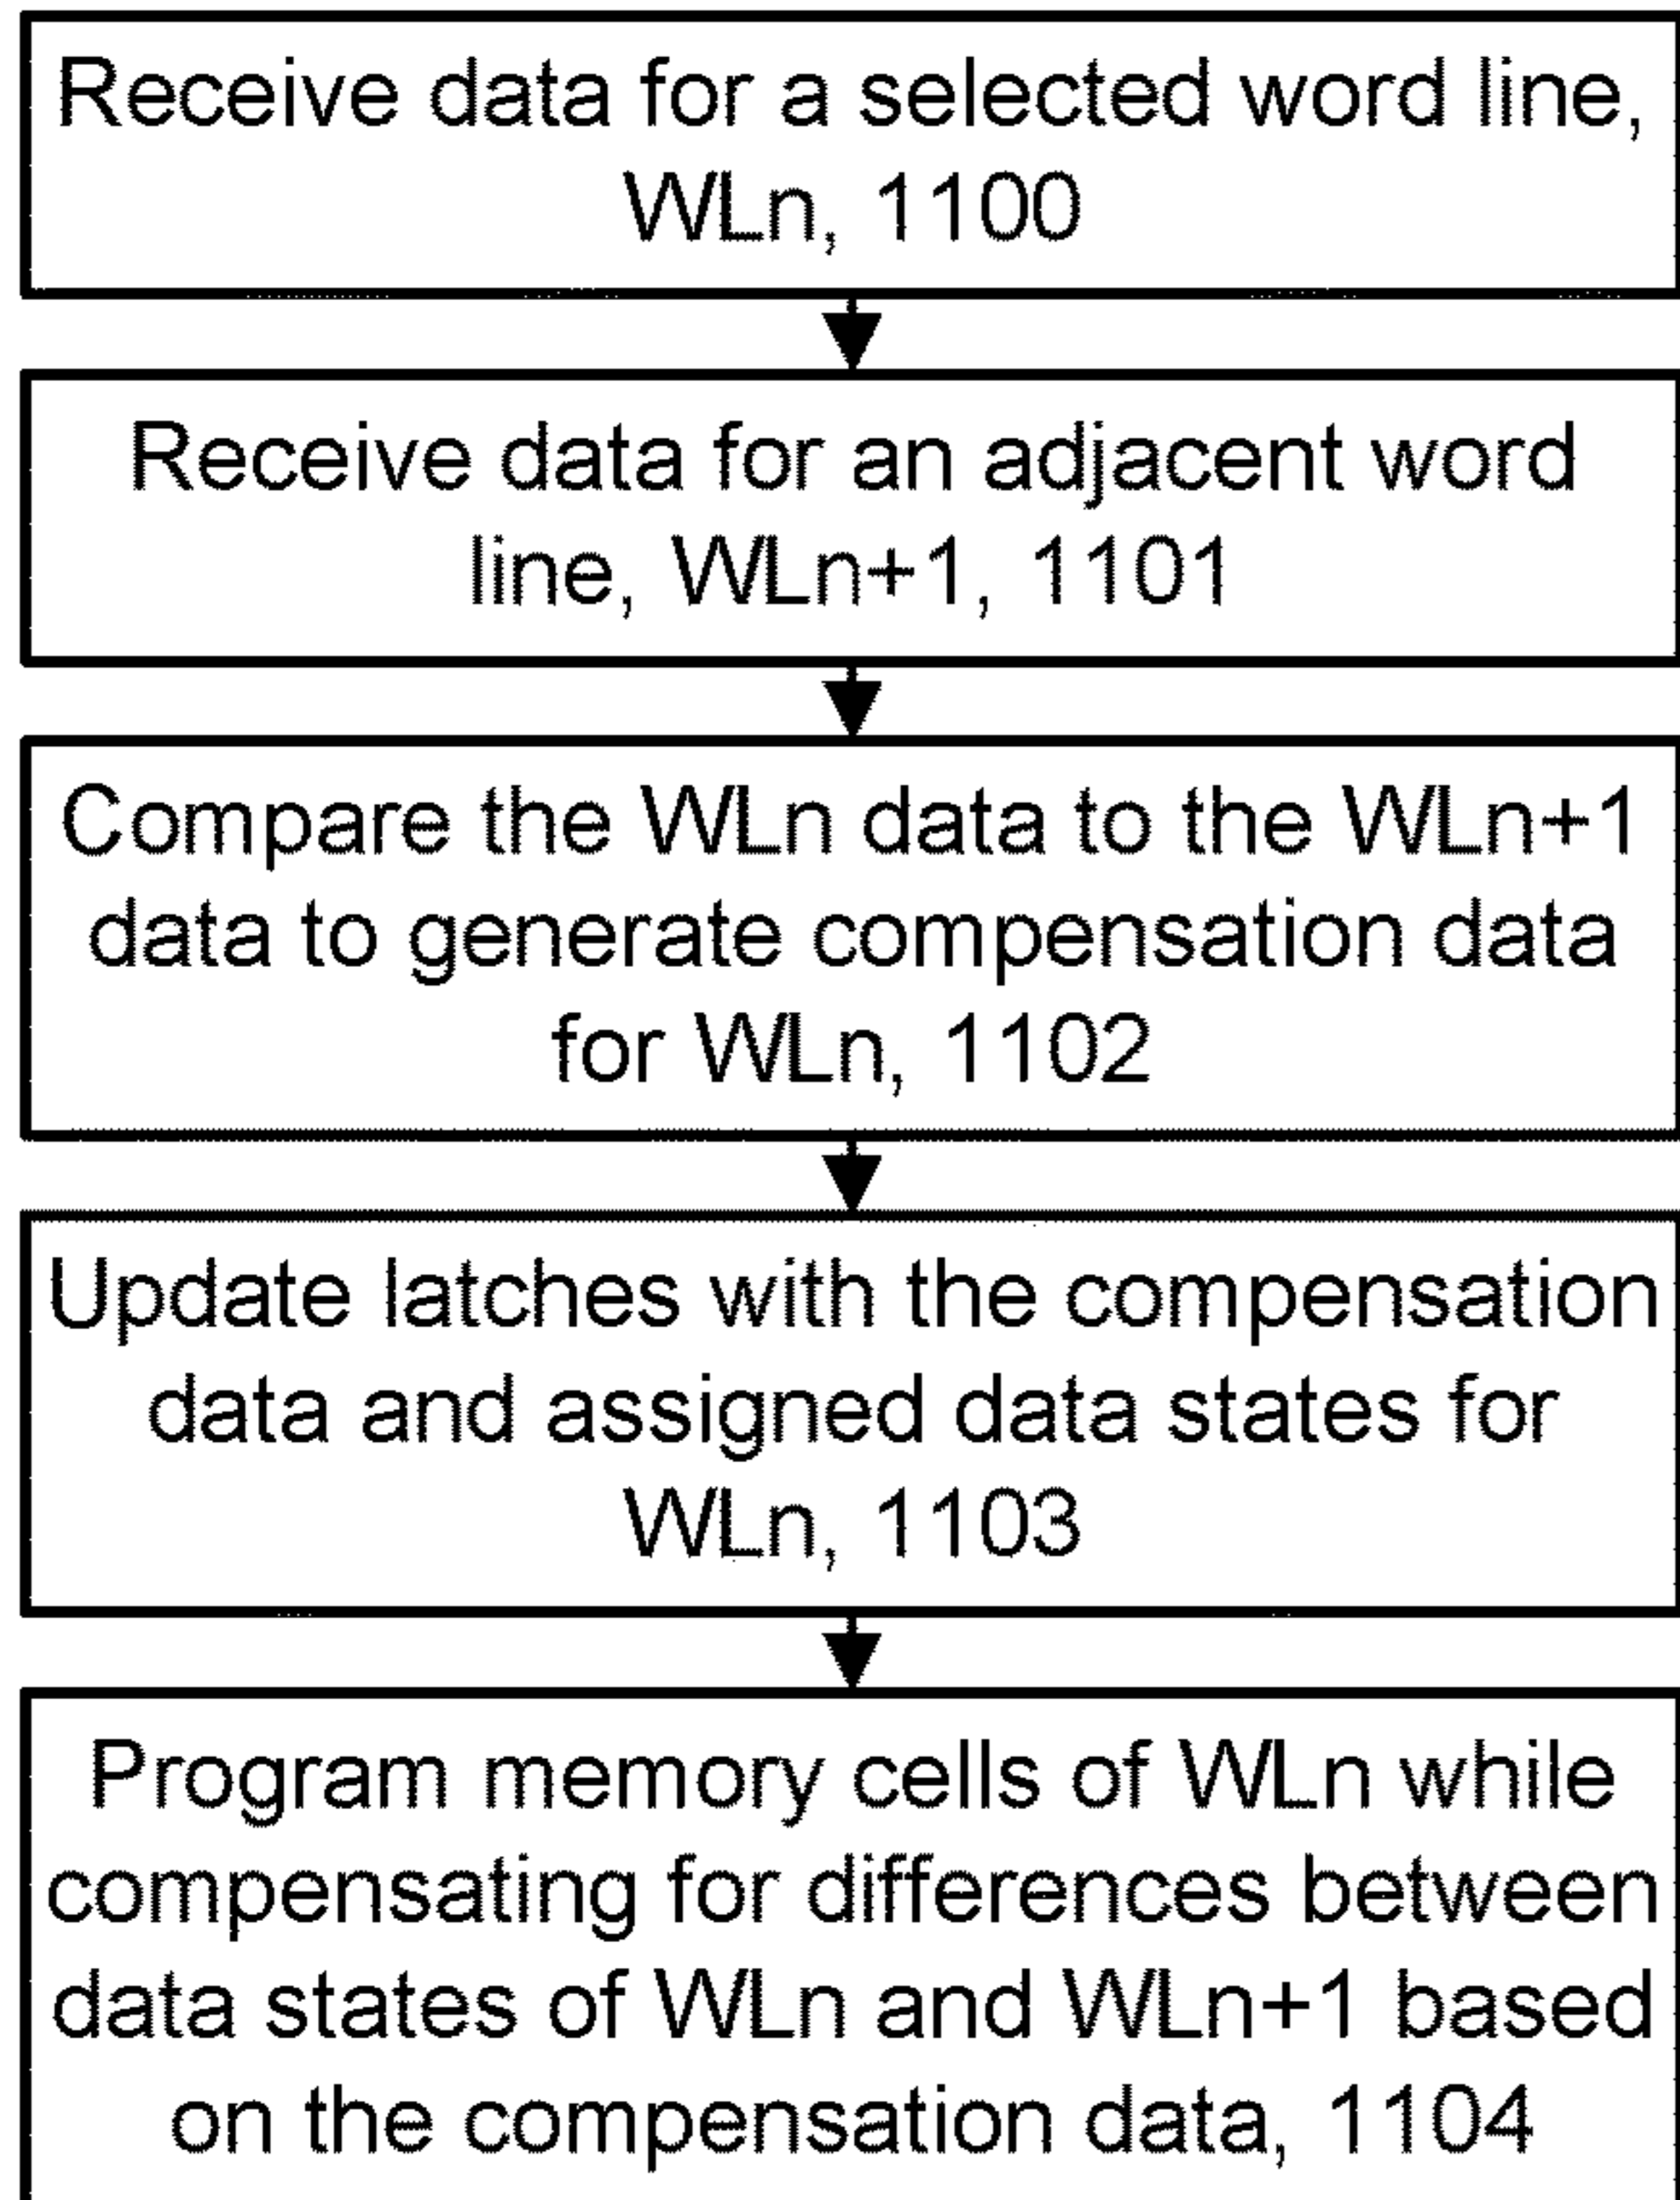 Receive data for a selected word line,
WLn, 1100
Receive data for an adjacent word
line, WLn+1, 1101
Compare the WLn data to the WLn+1
data to generate compensation data
for WLn, 1102
Update latches with the compensation
data and assigned data states for
WLn, 1103
Program memory cells of WLn while
compensating for differences between
data states of WLn and WLn+1 based
on the compensation data, 1104